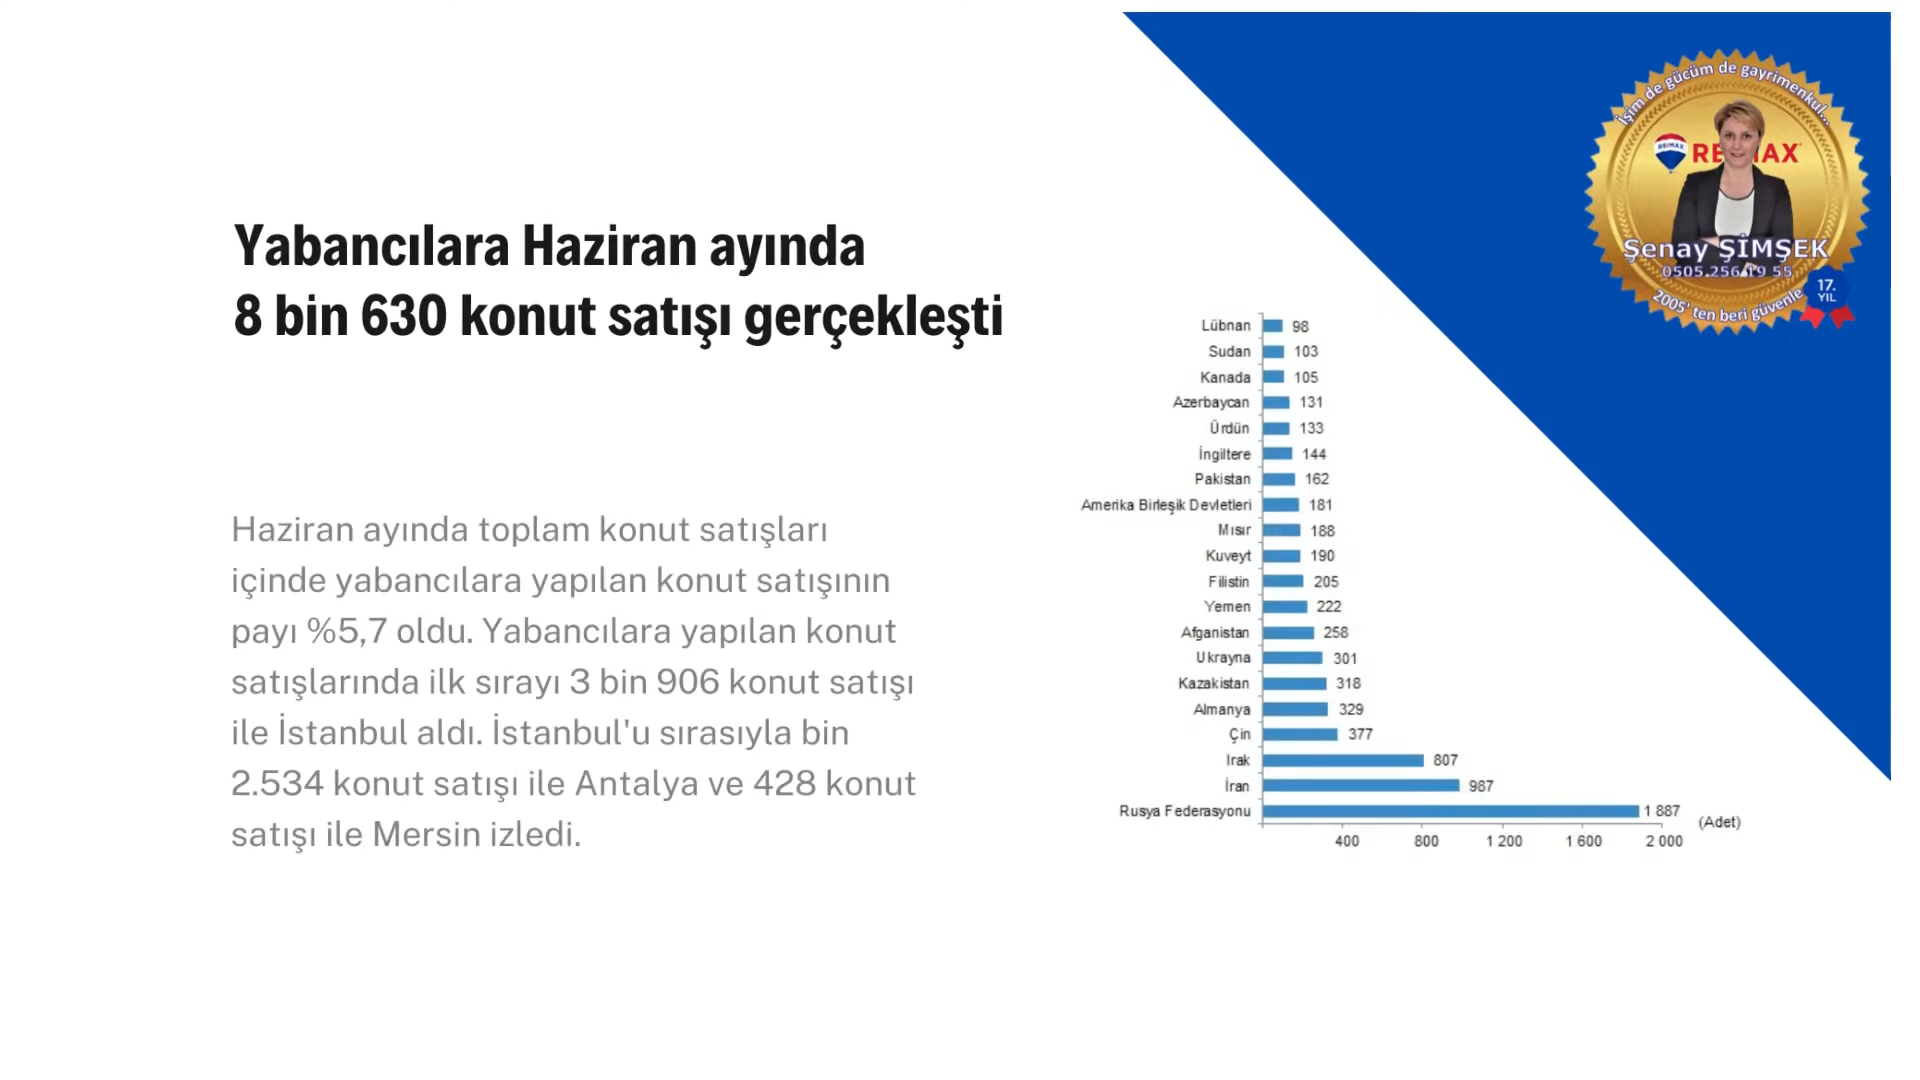 İşim de gücüm de gayrimenkul...
RE/MAX
Şenay ŞİMŞEK
0505.256 19 55
17.
YIL
2005' ten beri güvenle
Yabancılara Haziran ayında
8 bin 630 konut satışı gerçekleşti
Haziran ayında toplam konut satışları
içinde yabancılara yapılan konut satışının
payı %5,7 oldu. Yabancılara yapılan konut
satışlarında ilk sırayı 3 bin 906 konut satışı
ile İstanbul aldı. İstanbul'u sırasıyla bin
2.534 konut satışı ile Antalya ve 428 konut
satışı ile Mersin izledi.
Lübnan 98
Sudan 103
Kanada 105
Azerbaycan 131
Ürdün 133
İngiltere 144
Pakistan 162
Amerika Birleşik Devletleri 181
Mısır 188
Kuveyt 190
Filistin 205
Yemen 222
Afganistan 258
Ukrayna 301
Kazakistan 318
Almanya 329
Çin 377
Irak 807
İran 987
Rusya Federasyonu 1 887
(Adet)
400 800 1 200 1 600 2 000